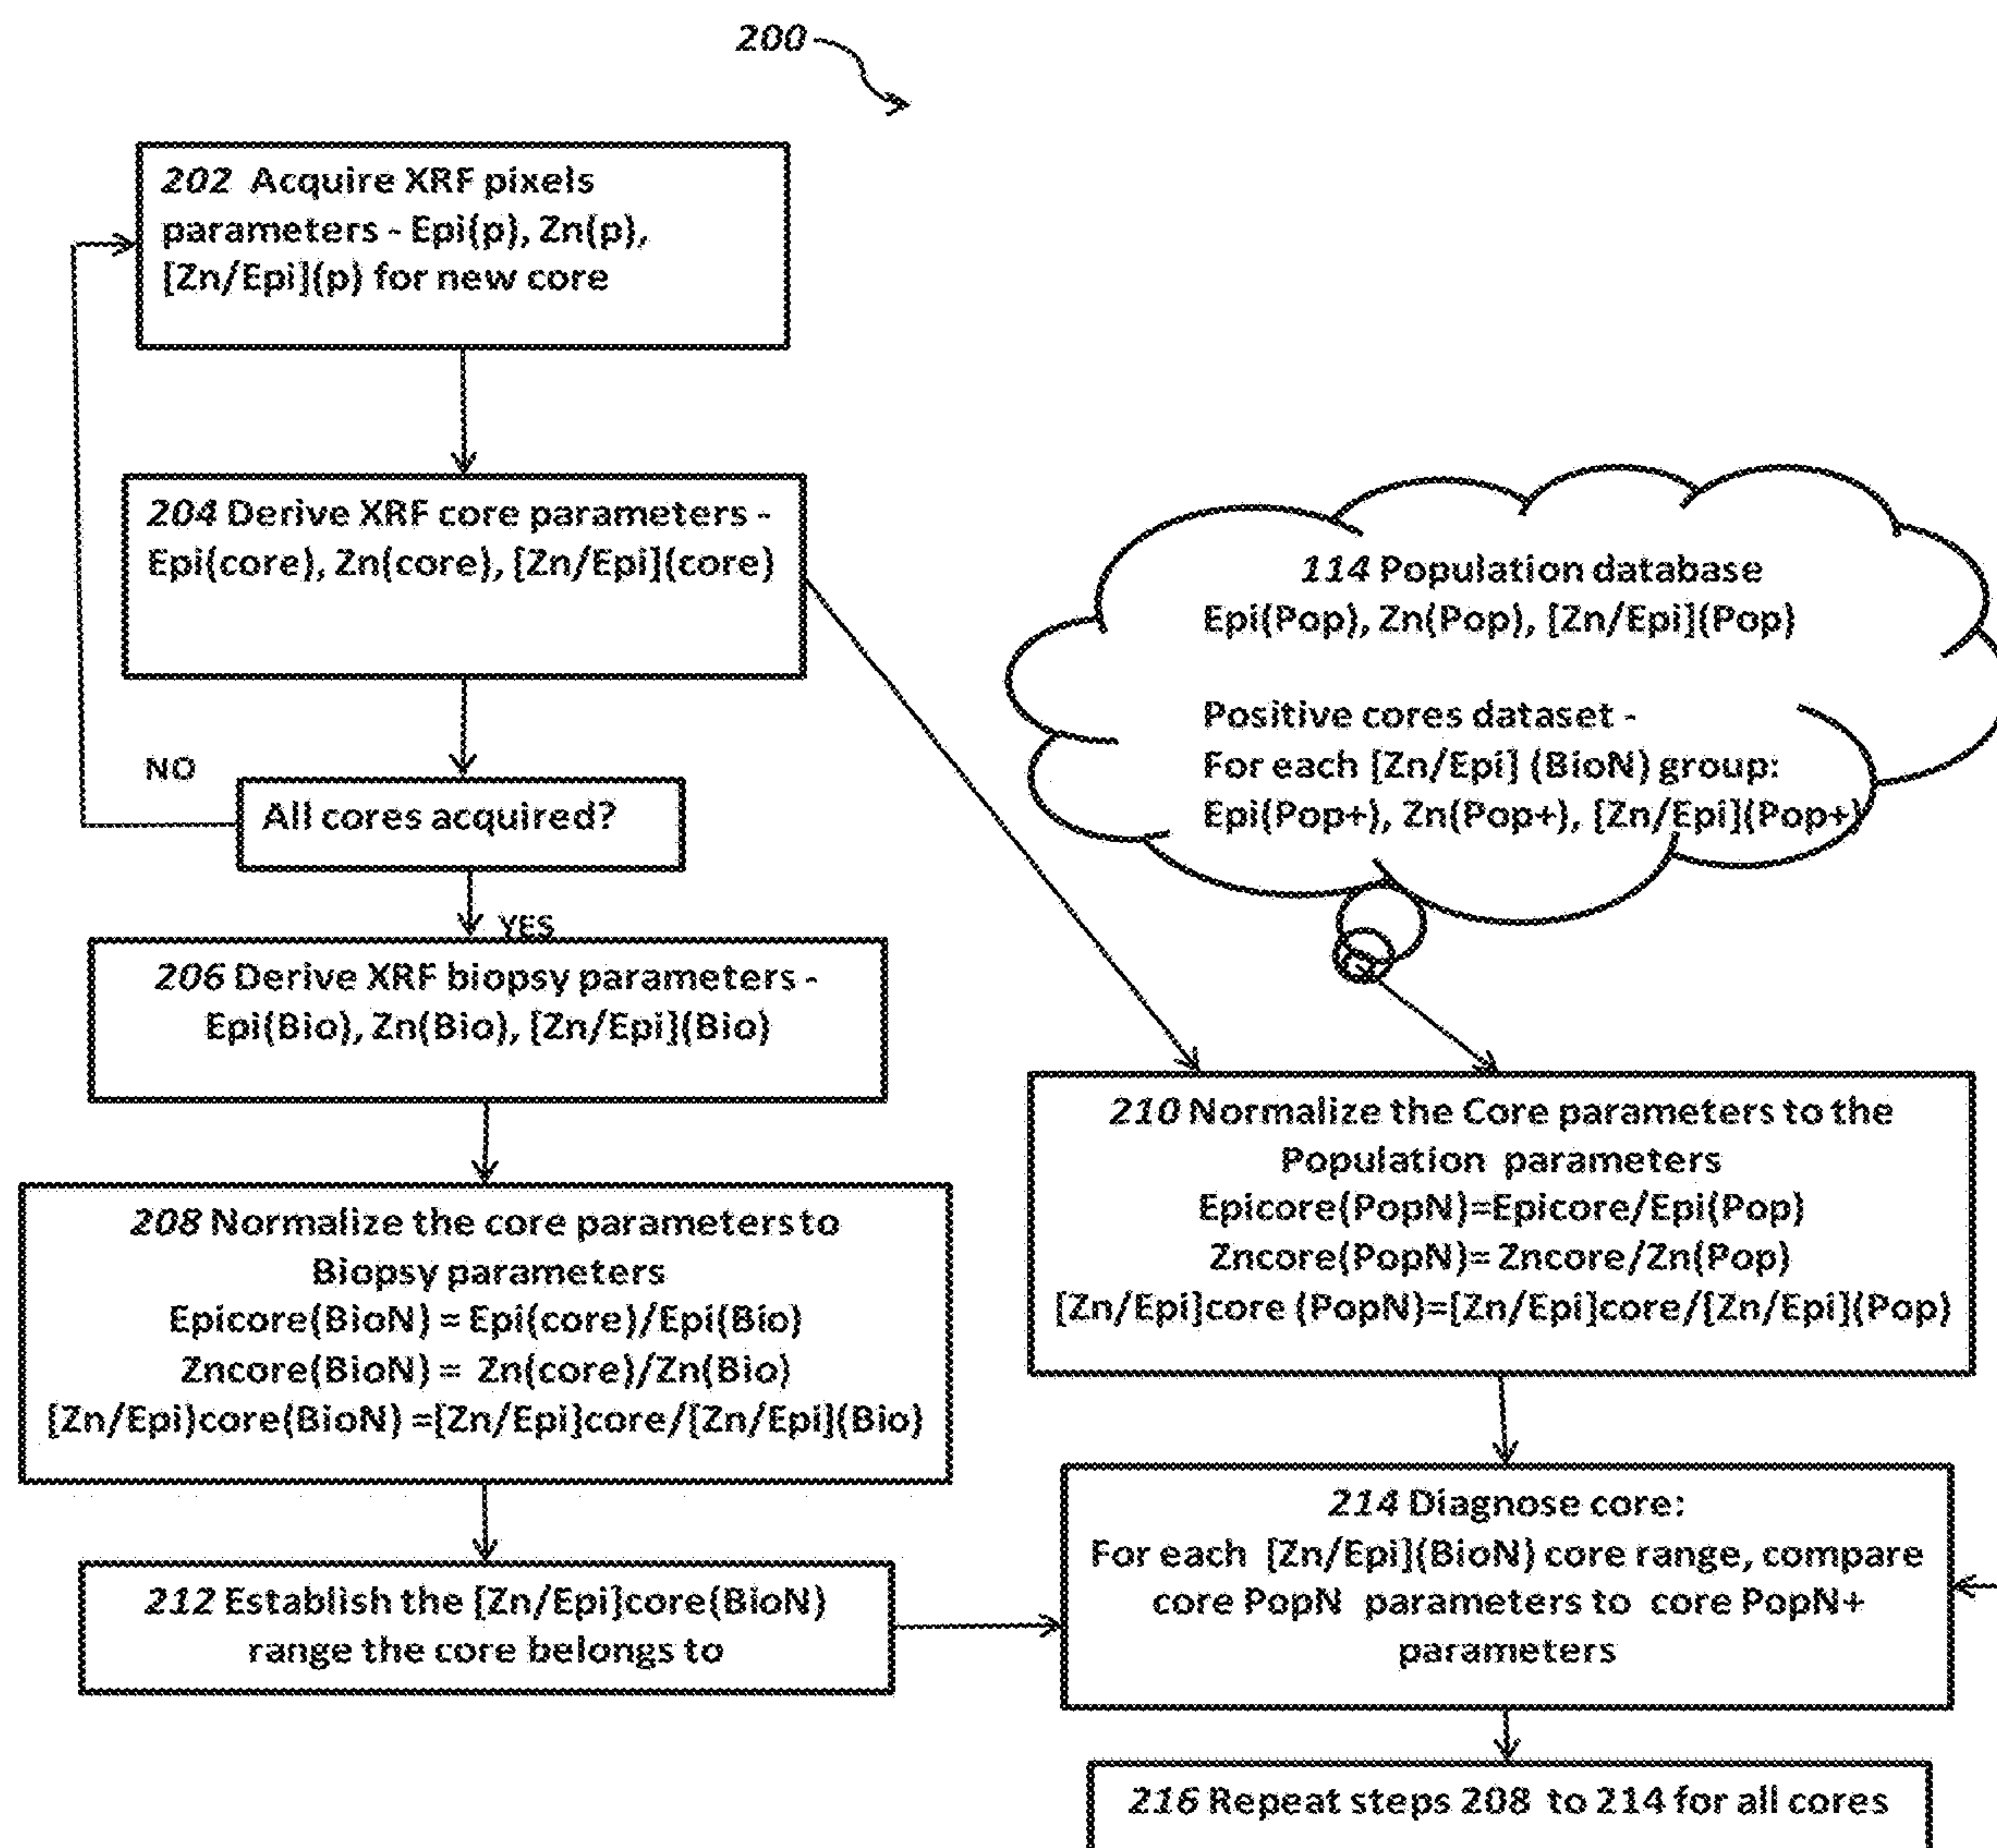 200
202 Acquire XRF pixels
parameters - Epi(p), Zn(p),
[Zn/Epi](p) for new core
204 Derive XRF core parameters -
Epi(core), Zn(core), [Zn/Epi](core)
NO
All cores acquired?
YES
206 Derive XRF biopsy parameters -
Epi(Bio), Zn(Bio), [Zn/Epi](Bio)
208 Normalize the core parameters to
Biopsy parameters
Epicore(BioN) = Epi(core)/Epi(Bio)
Zncore(BioN) = Zn(core)/Zn(Bio)
[Zn/Epi)core(BioN) =[Zn/Epi]core/[Zn/Epi](Bio)
212 Establish the [Zn/Epi]core(BioN)
range the core belongs to
114 Population database
Epi(Pop), Zn(Pop), [Zn/Epi](Pop)
Positive cores dataset -
For each [Zn/Epi] (BioN) group:
Epi(Pop+), Zn(Pop+), [Zn/Epi](Pop+)
210 Normalize the Core parameters to the
Population parameters
Epicore(PopN)=Epicore/Epi(Pop)
Zncore(PopN)= Zncore/Zn(Pop)
[Zn/Epi]core (PopN)=[Zn/Epi]core/[Zn/Epi](Pop)
214 Diagnose core:
For each [Zn/Epi](BioN) core range, compare
core PopN parameters to core PopN+
parameters
216 Repeat steps 208 to 214 for all cores